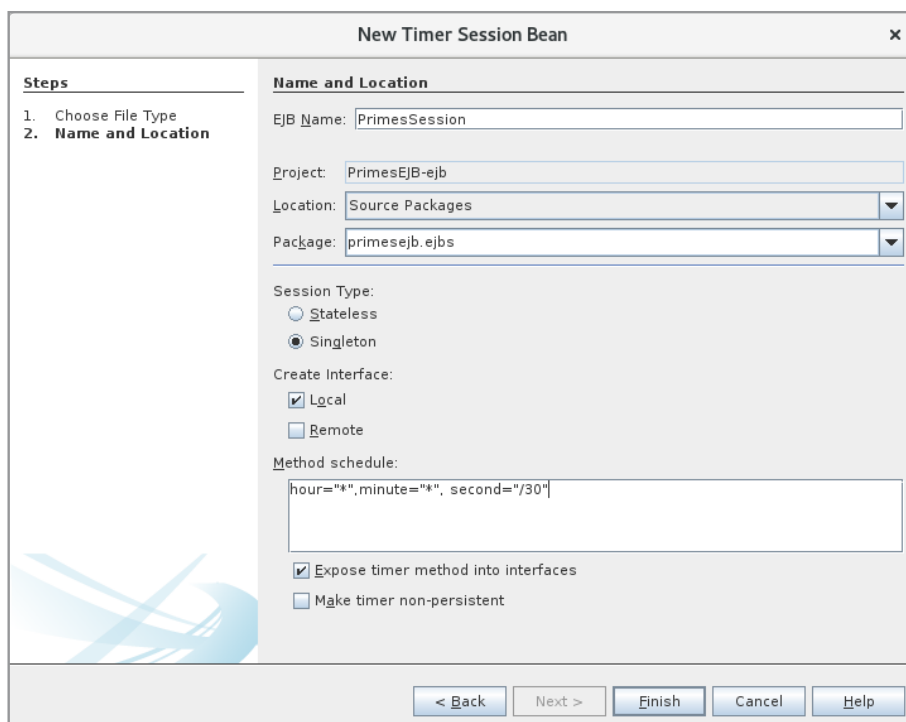 New Timer Session Bean
Steps
1. Choose File Type
2. Name and Location
Name and Location
EJB Name: PrimesSession
Project: PrimesEJB-ejb
Location: Source Packages
Package: primesejb.ejbs
Session Type:
Stateless
Singleton
Create Interface:
Local
Remote
Method schedule:
hour="*",minute="*", second="/30"
Expose timer method into interfaces
Make timer non-persistent
< Back Next > Finish Cancel Help